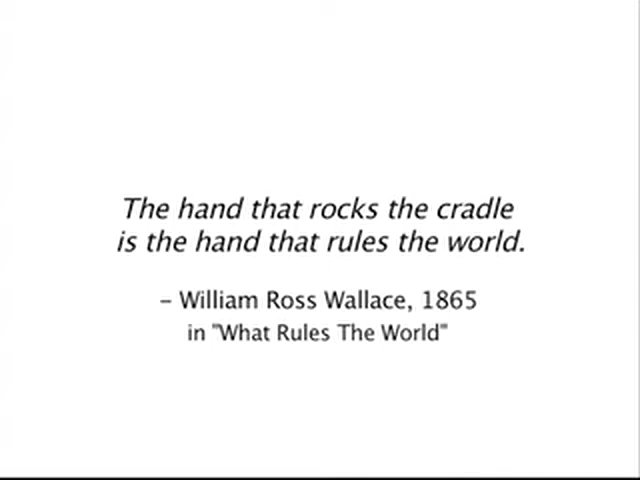 The hand that rocks the cradle
is the hand that rules the world.
– William Ross Wallace, 1865
in "What Rules The World"